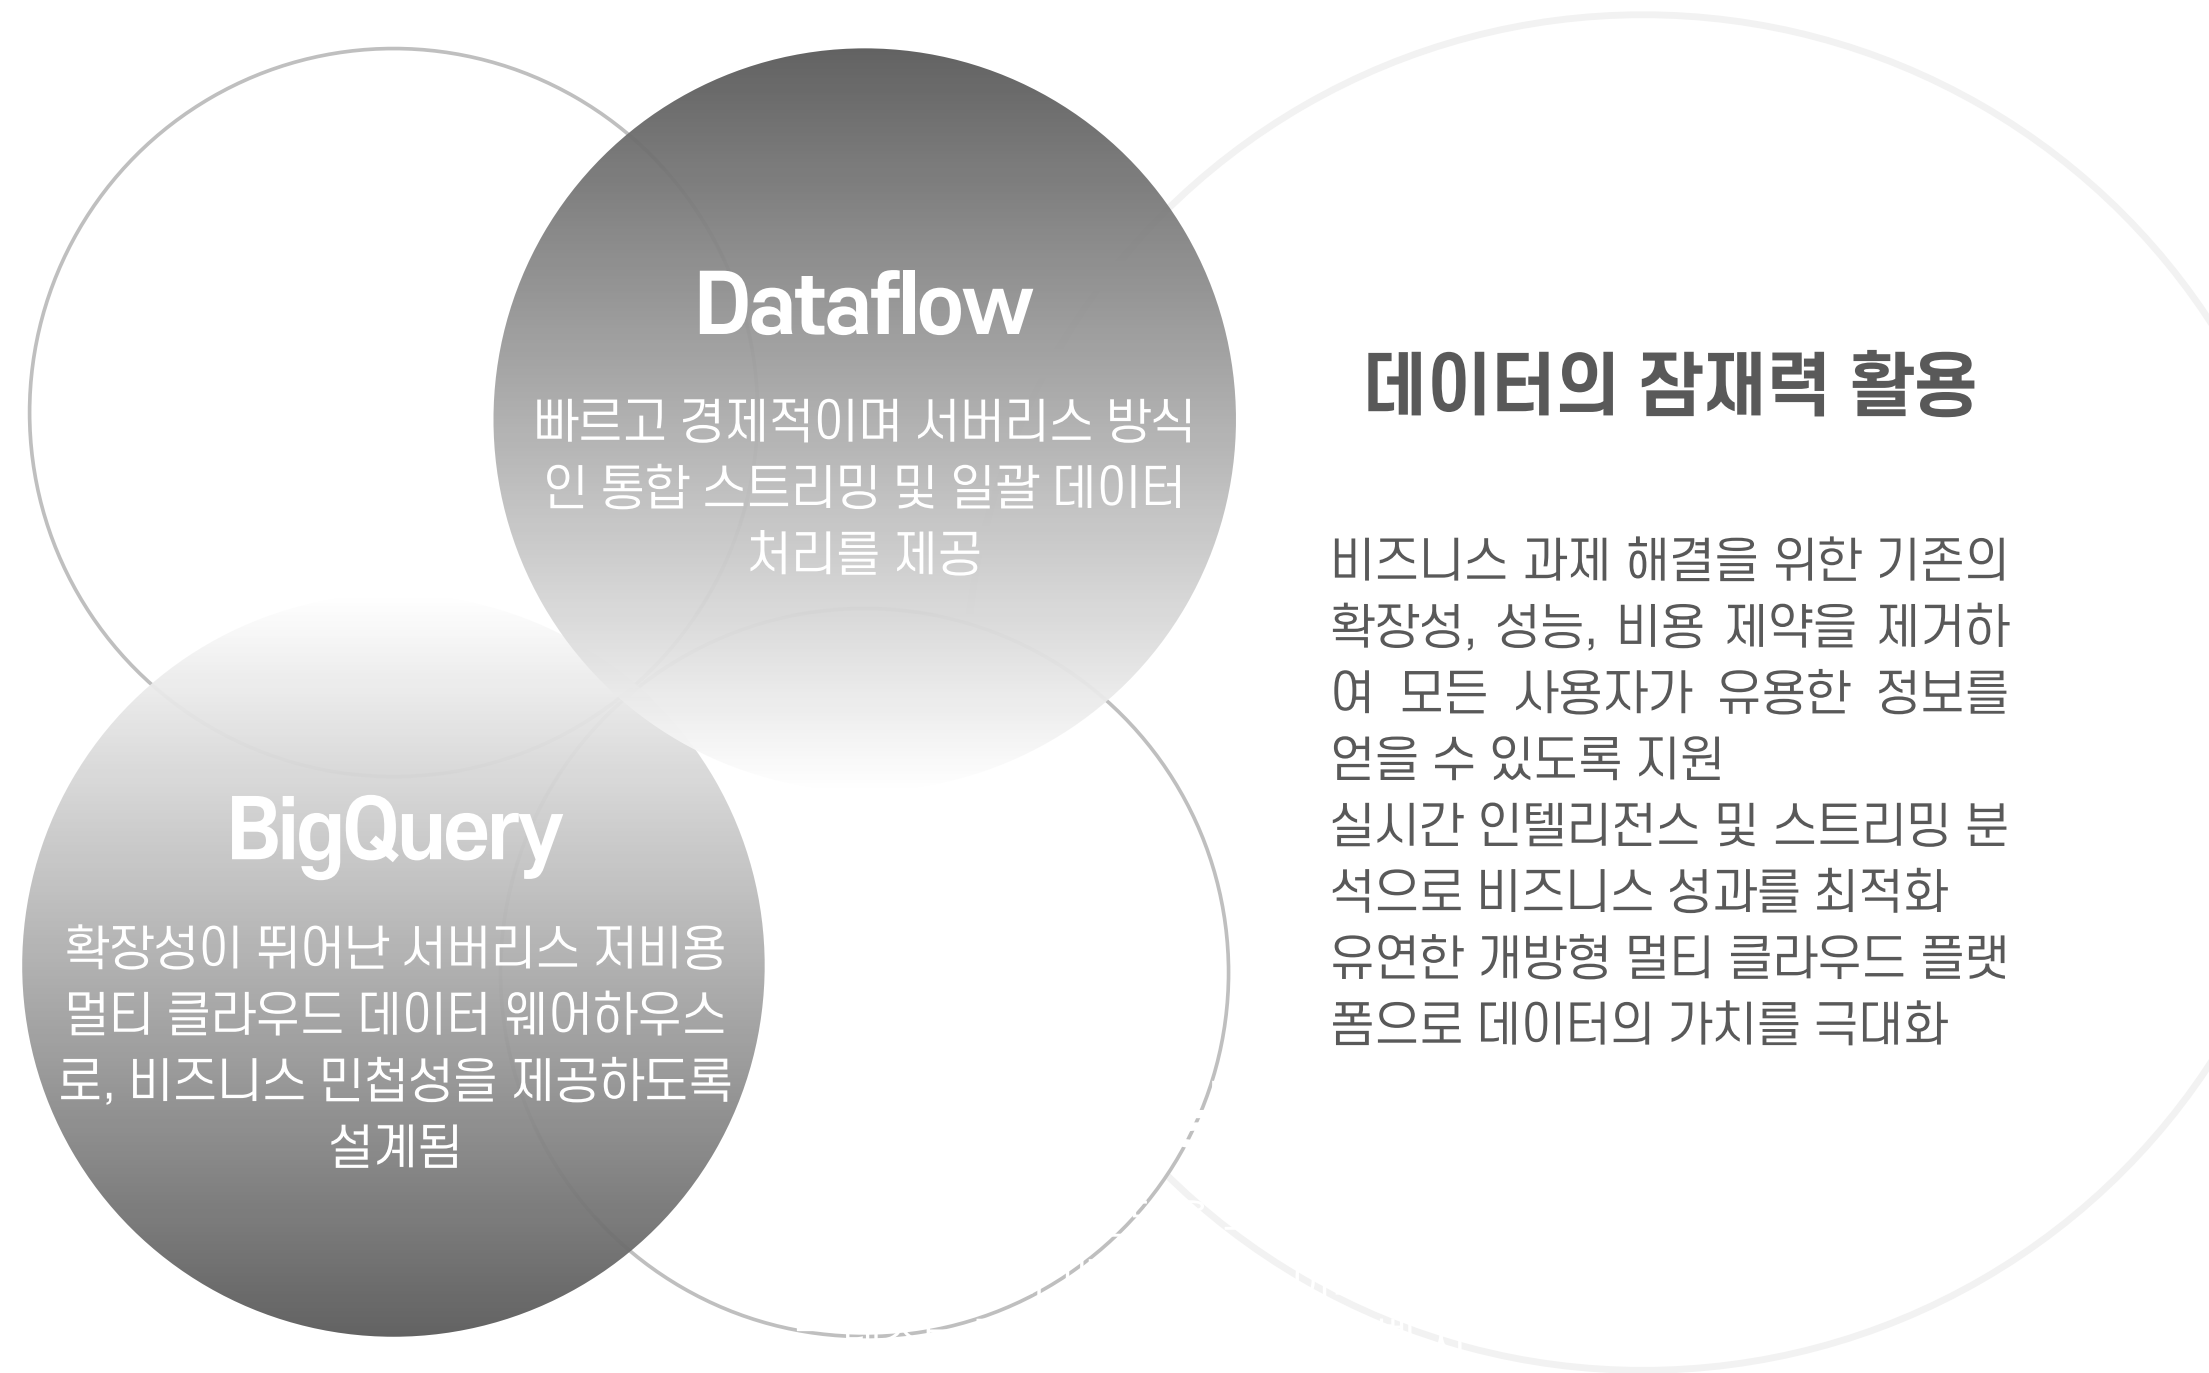 Dataflow
빠르고 경제적이며 서버리스 방식
인 통합 스트리밍 및 일괄 데이터
처리를 제공
BigQuery
확장성이 뛰어난 서버리스 저비용
멀티 클라우드 데이터 웨어하우스
로, 비즈니스 민첩성을 제공하도록
설계됨
데이터의 잠재력 활용
비즈니스 과제 해결을 위한 기존의
확장성, 성능, 비용 제약을 제거하
여 모든 사용자가 유용한 정보를
얻을 수 있도록 지원
실시간 인텔리전스 및 스트리밍 분
석으로 비즈니스 성과를 최적화
유연한 개방형 멀티 클라우드 플랫
폼으로 데이터의 가치를 극대화